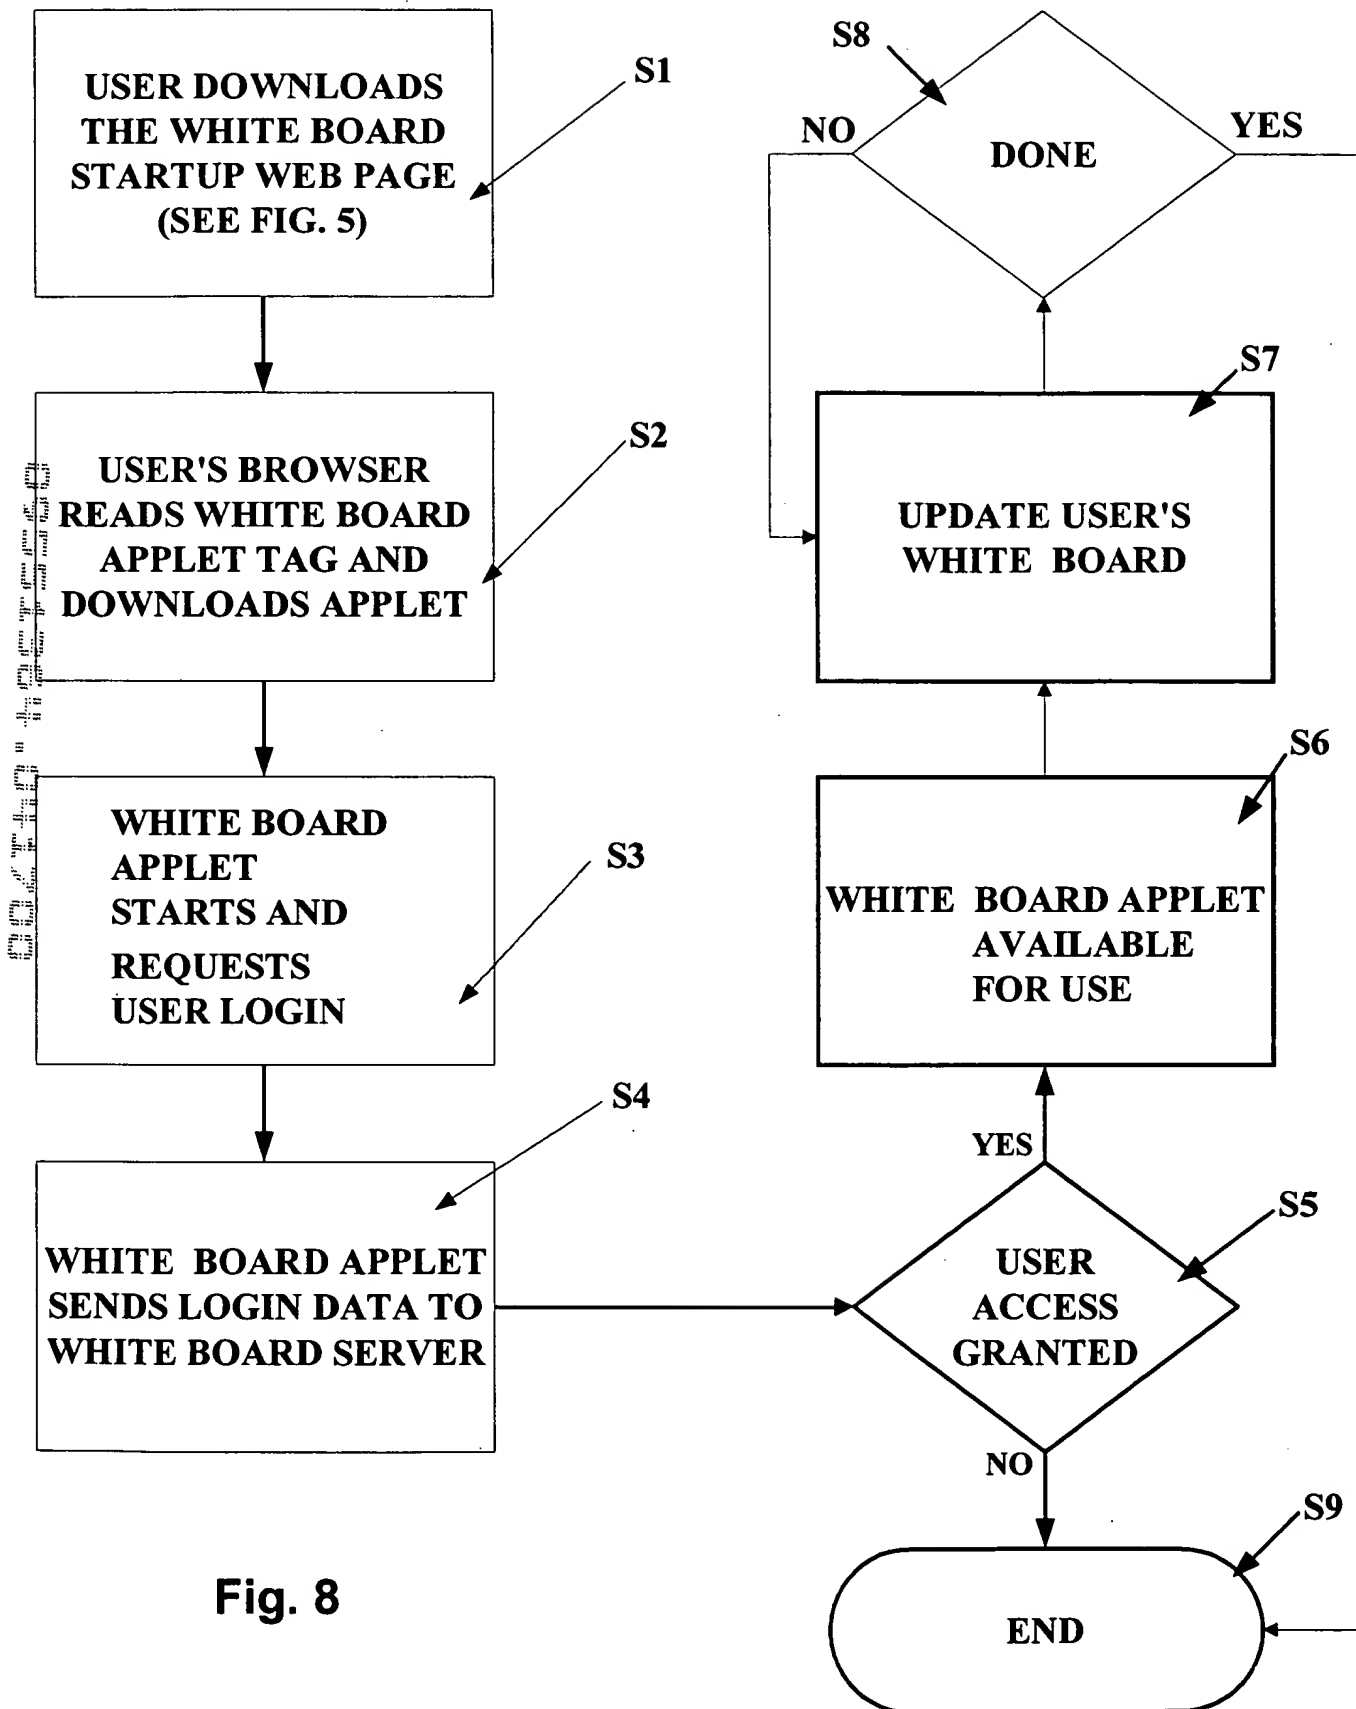 USER DOWNLOADS
THE WHITE BOARD
STARTUP WEB PAGE
(SEE FIG. 5)
S1
USER'S BROWSER
READS WHITE BOARD
APPLET TAG AND
DOWNLOADS APPLET
S2
WHITE BOARD
APPLET
STARTS AND
REQUESTS
USER LOGIN
S3
WHITE BOARD APPLET
SENDS LOGIN DATA TO
WHITE BOARD SERVER
S4
USER
ACCESS
GRANTED
S5
YES
NO
WHITE BOARD APPLET
AVAILABLE
FOR USE
S6
UPDATE USER'S
WHITE BOARD
S7
DONE
S8
NO
YES
END
S9
Fig. 8